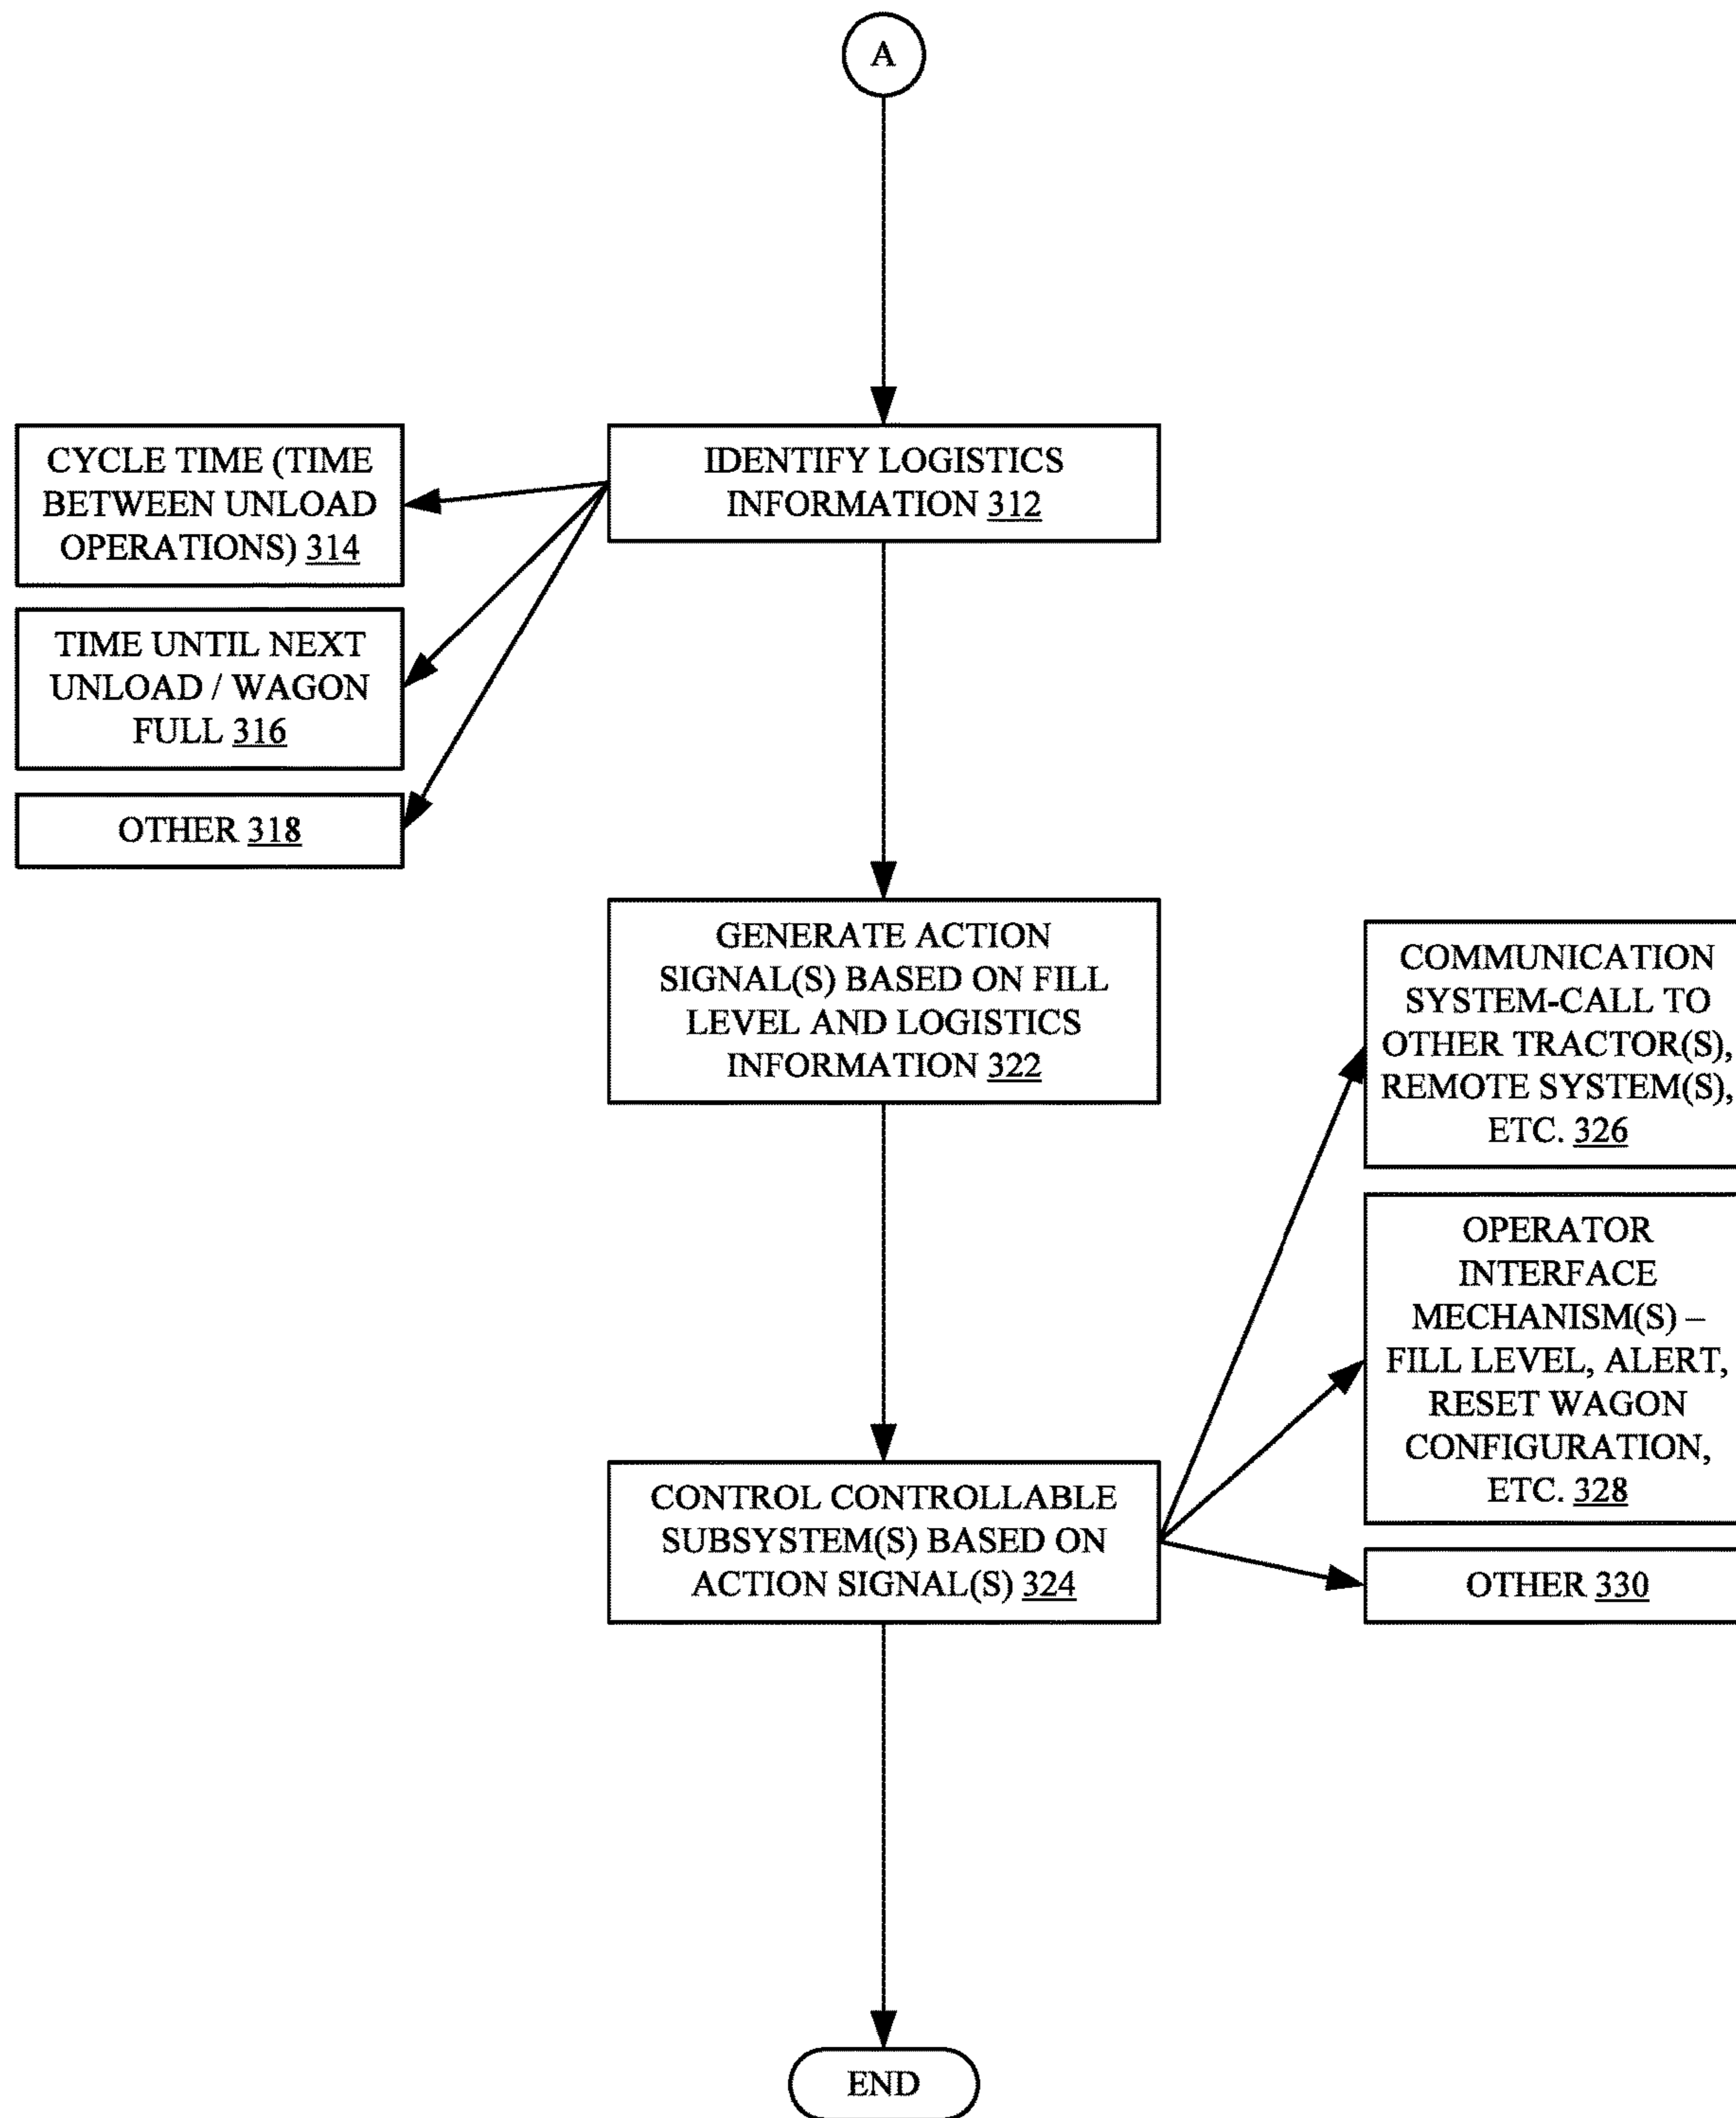 A
IDENTIFY LOGISTICS
INFORMATION 312
CYCLE TIME (TIME
BETWEEN UNLOAD
OPERATIONS) 314
TIME UNTIL NEXT
UNLOAD / WAGON
FULL 316
OTHER 318
GENERATE ACTION
SIGNAL(S) BASED ON FILL
LEVEL AND LOGISTICS
INFORMATION 322
CONTROL CONTROLLABLE
SUBSYSTEM(S) BASED ON
ACTION SIGNAL(S) 324
COMMUNICATION
SYSTEM-CALL TO
OTHER TRACTOR(S),
REMOTE SYSTEM(S),
ETC. 326
OPERATOR
INTERFACE
MECHANISM(S) –
FILL LEVEL, ALERT,
RESET WAGON
CONFIGURATION,
ETC. 328
OTHER 330
END